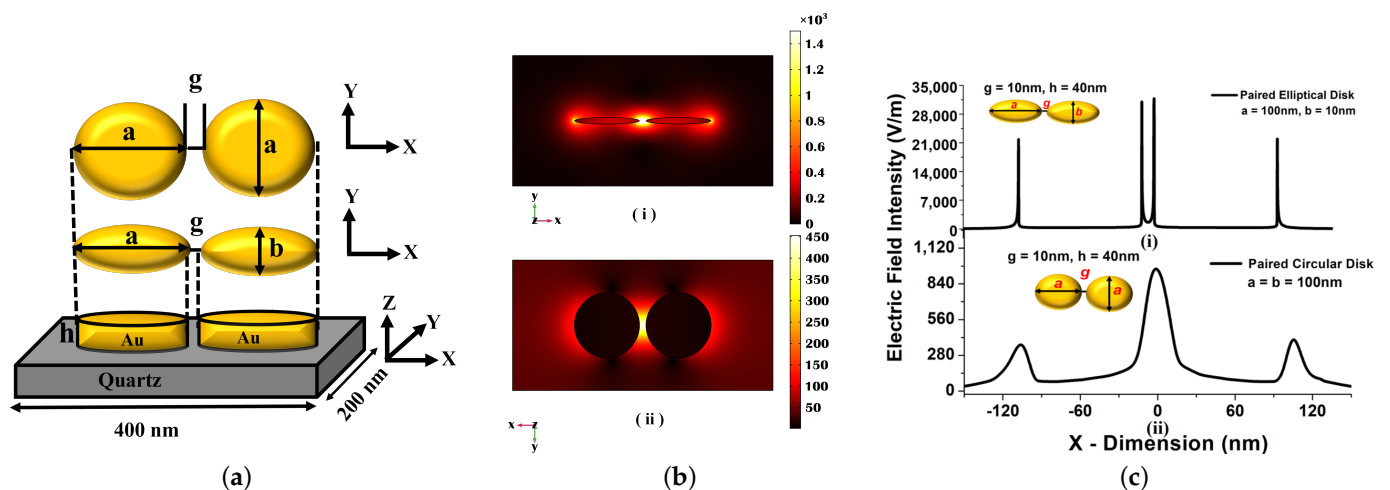 g
Y
a
a
X
g
Y
a
b
X
Z
Y
h
Au
Au
X
Quartz
200 nm
400 nm
(a)
×10³
1.4
1.2
1
0.8
0.6
0.4
0.2
0
y
z
x
( i )
450
400
350
300
250
200
150
100
50
x
z
y
( ii )
(b)
Electric Field Intensity (V/m)
35,000
28,000
21,000
14,000
7,000
0
g = 10nm, h = 40nm
a
g
b
Paired Elliptical Disk
a = 100nm, b = 10nm
(i)
1,120
840
560
280
0
g = 10nm, h = 40nm
g
a
a
Paired Circular Disk
a = b = 100nm
-120
-60
0
60
120
(ii)
X - Dimension (nm)
(c)